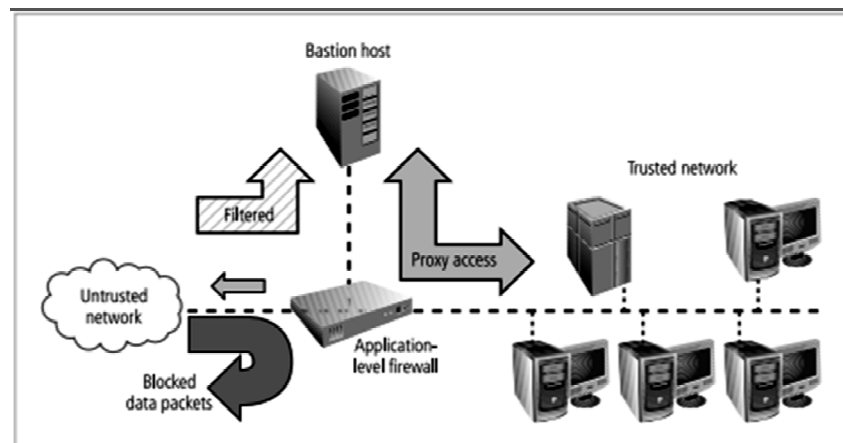 Bastion host
Trusted network
Filtered
Proxy access
Untrusted
network
Application-
level firewall
Blocked
data packets